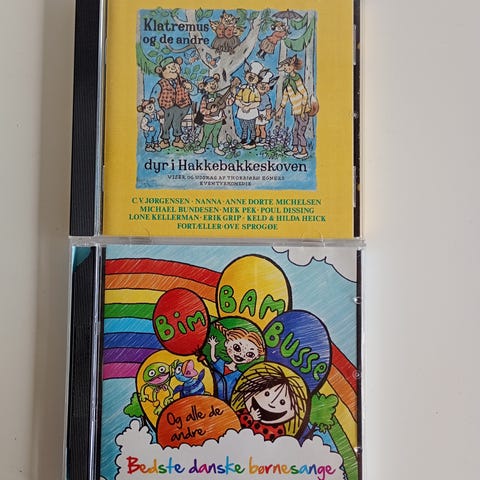 Klatremus
og de andre
dyr i Hakkebakkeskoven
VISER OG UDDRAG AF THORBJØRN EGNERS
EVENTYRKOMEDIE
C.V. JØRGENSEN · NANNA · ANNE DORTE MICHELSEN
MICHAEL BUNDESEN · MEK PEK · POUL DISSING
LONE KELLERMAN · ERIK GRIP · KELD & HILDA HEICK
FORTÆLLER · OVE SPROGØE
BIM
BAM
BUSSE
Og alle de
andre
Bedste danske børnesange